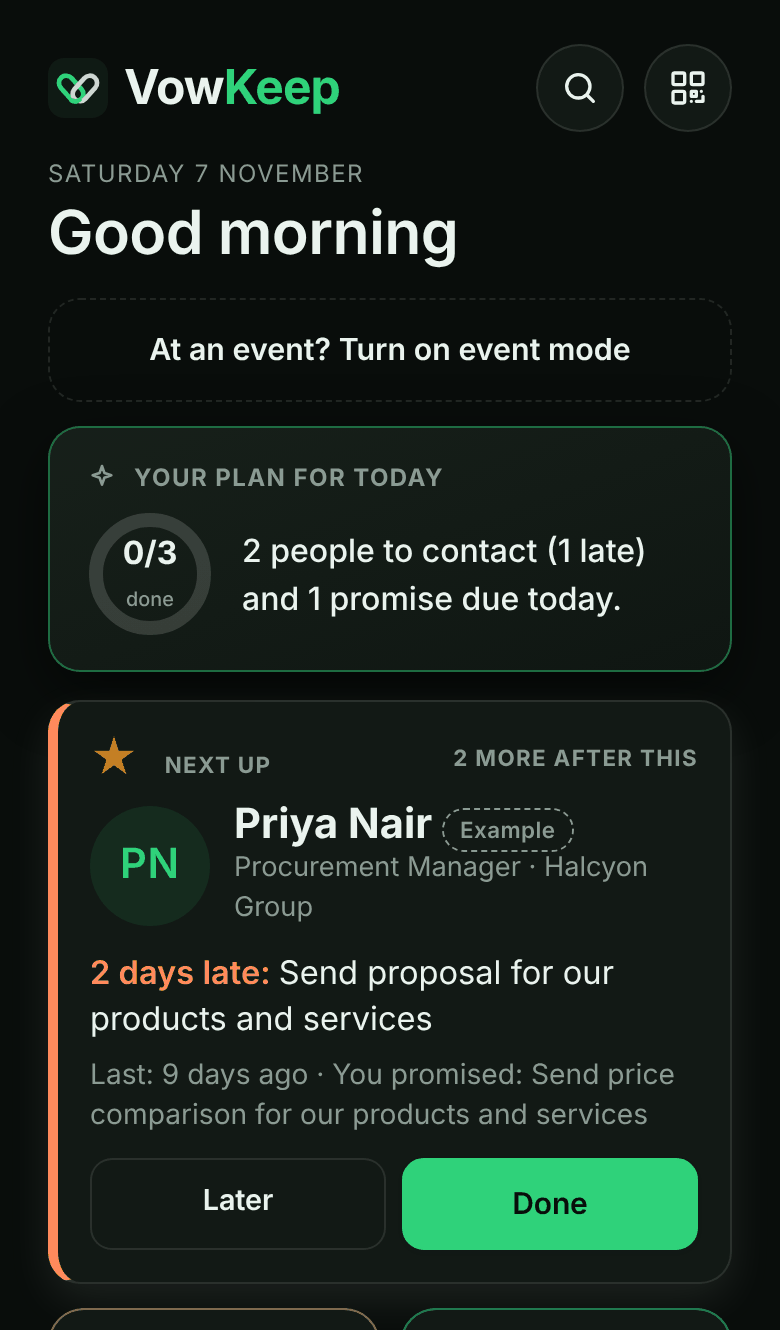 VowKeep
SATURDAY 7 NOVEMBER
Good morning
At an event? Turn on event mode
YOUR PLAN FOR TODAY
0/3
done
2 people to contact (1 late)
and 1 promise due today.
NEXT UP
2 MORE AFTER THIS
PN
Priya Nair
Example
Procurement Manager · Halcyon
Group
2 days late: Send proposal for our
products and services
Last: 9 days ago · You promised: Send price
comparison for our products and services
Later
Done